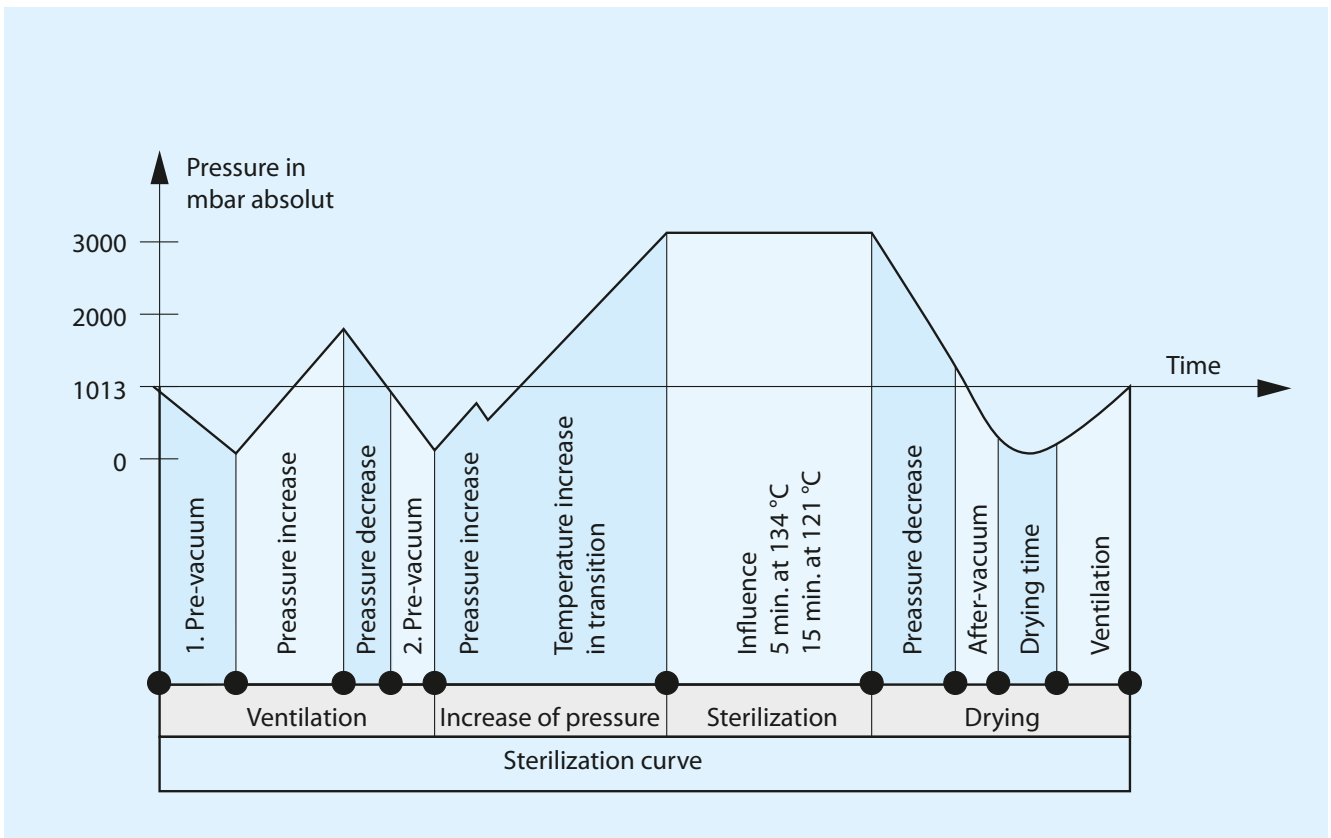 Pressure in
mbar absolut
3000
2000
1013
0
Time
1. Pre-vacuum
Preassure increase
Preassure decrease
2. Pre-vacuum
Preassure increase
Temperature increase
in transition
Influence
5 min. at 134 °C
15 min. at 121 °C
Preassure decrease
After-vacuum
Drying time
Ventilation
Ventilation
Increase of pressure
Sterilization
Drying
Sterilization curve